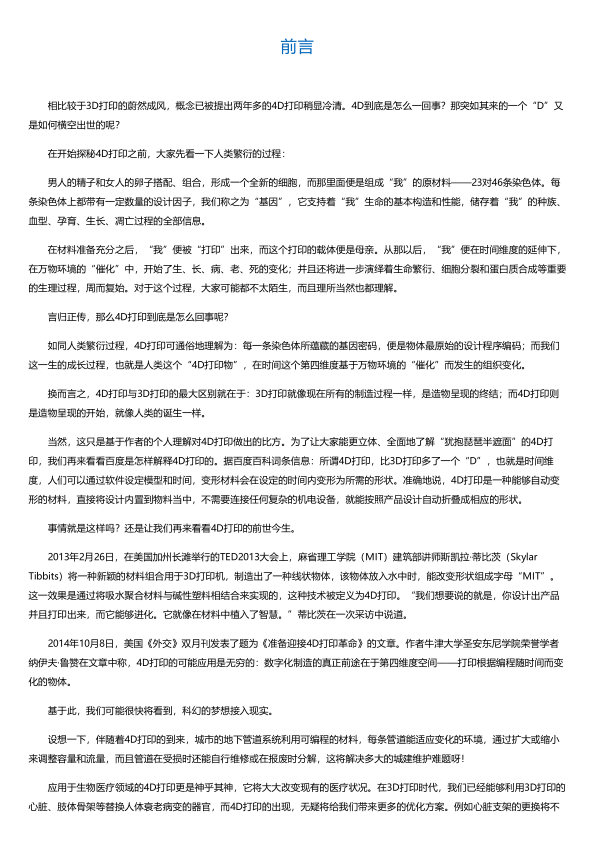 前言
相比较于3D打印的蔚然成风，概念已被提出两年多的4D打印稍显冷清。4D到底是怎么一回事？那突如其来的一个“D”又
是如何横空出世的呢？
在开始探秘4D打印之前，大家先看一下人类繁衍的过程：
男人的精子和女人的卵子搭配、组合，形成一个全新的细胞，而那里面便是组成“我”的原材料——23对46条染色体。每
条染色体上都带有一定数量的设计因子，我们称之为“基因”，它支持着“我”生命的基本构造和性能，储存着“我”的种族、
血型、孕育、生长、凋亡过程的全部信息。
在材料准备充分之后，“我”便被“打印”出来，而这个打印的载体便是母亲。从那以后，“我”便在时间维度的延伸下，
在万物环境的“催化”中，开始了生、长、病、老、死的变化；并且还将进一步演绎着生命繁衍、细胞分裂和蛋白质合成等重要
的生理过程，周而复始。对于这个过程，大家可能都不太陌生，而且理所当然也都理解。
言归正传，那么4D打印到底是怎么回事呢？
如同人类繁衍过程，4D打印可通俗地理解为：每一条染色体所蕴藏的基因密码，便是物体最原始的设计程序编码；而我们
这一生的成长过程，也就是人类这个“4D打印物”，在时间这个第四维度基于万物环境的“催化”而发生的组织变化。
换而言之，4D打印与3D打印的最大区别就在于：3D打印就像现在所有的制造过程一样，是造物呈现的终结；而4D打印则
是造物呈现的开始，就像人类的诞生一样。
当然，这只是基于作者的个人理解对4D打印做出的比方。为了让大家能更立体、全面地了解“犹抱琵琶半遮面”的4D打
印，我们再来看看百度是怎样解释4D打印的。据百度百科词条信息：所谓4D打印，比3D打印多了一个“D”，也就是时间维
度，人们可以通过软件设定模型和时间，变形材料会在设定的时间内变形为所需的形状。准确地说，4D打印是一种能够自动变
形的材料，直接将设计内置到物料当中，不需要连接任何复杂的机电设备，就能按照产品设计自动折叠成相应的形状。
事情就是这样吗？还是让我们再来看看4D打印的前世今生。
2013年2月26日，在美国加州长滩举行的TED2013大会上，麻省理工学院（MIT）建筑部讲师斯凯拉·蒂比茨（Skylar
Tibbits）将一种新颖的材料组合用于3D打印机，制造出了一种线状物体，该物体放入水中时，能改变形状组成字母“MIT”。
这一效果是通过将吸水聚合材料与碱性塑料相结合来实现的，这种技术被定义为4D打印。“我们想要说的就是，你设计出产品
并且打印出来，而它能够进化。它就像在材料中植入了智慧。”蒂比茨在一次采访中说道。
2014年10月8日，美国《外交》双月刊发表了题为《准备迎接4D打印革命》的文章。作者牛津大学圣安东尼学院荣誉学者
纳伊夫·鲁赞在文章中称，4D打印的可能应用是无穷的：数字化制造的真正前途在于第四维度空间——打印根据编程随时间而变
化的物体。
基于此，我们可能很快将看到，科幻的梦想接入现实。
设想一下，伴随着4D打印的到来，城市的地下管道系统利用可编程的材料，每条管道能适应变化的环境，通过扩大或缩小
来调整容量和流量，而且管道在受损时还能自行维修或在报废时分解，这将解决多大的城建维护难题呀！
应用于生物医疗领域的4D打印更是神乎其神，它将大大改变现有的医疗状况。在3D打印时代，我们已经能够利用3D打印的
心脏、肢体骨架等替换人体衰老病变的器官，而4D打印的出现，无疑将给我们带来更多的优化方案。例如心脏支架的更换将不